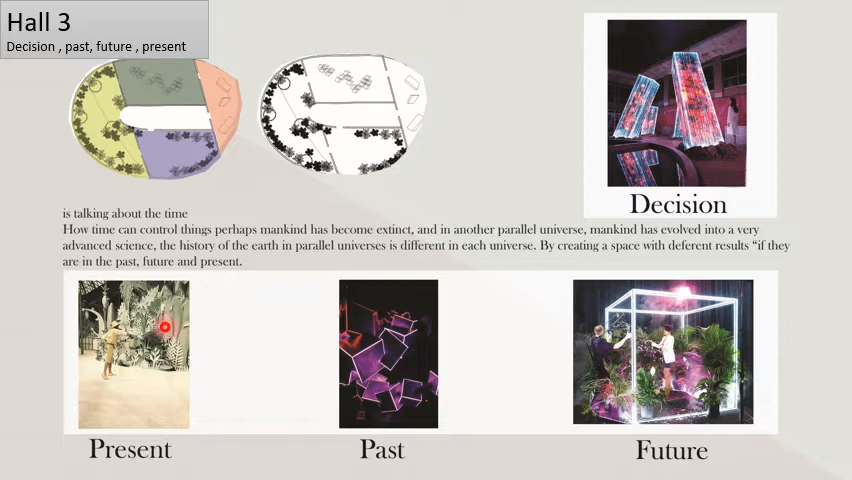 Hall 3
Decision , past, future , present
Decision
is talking about the time
How time can control things perhaps mankind has become extinct, and in another parallel universe, mankind has evolved into a very
advanced science, the history of the earth in parallel universes is different in each universe. By creating a space with deferent results “if they
are in the past, future and present.
Present
Past
Future